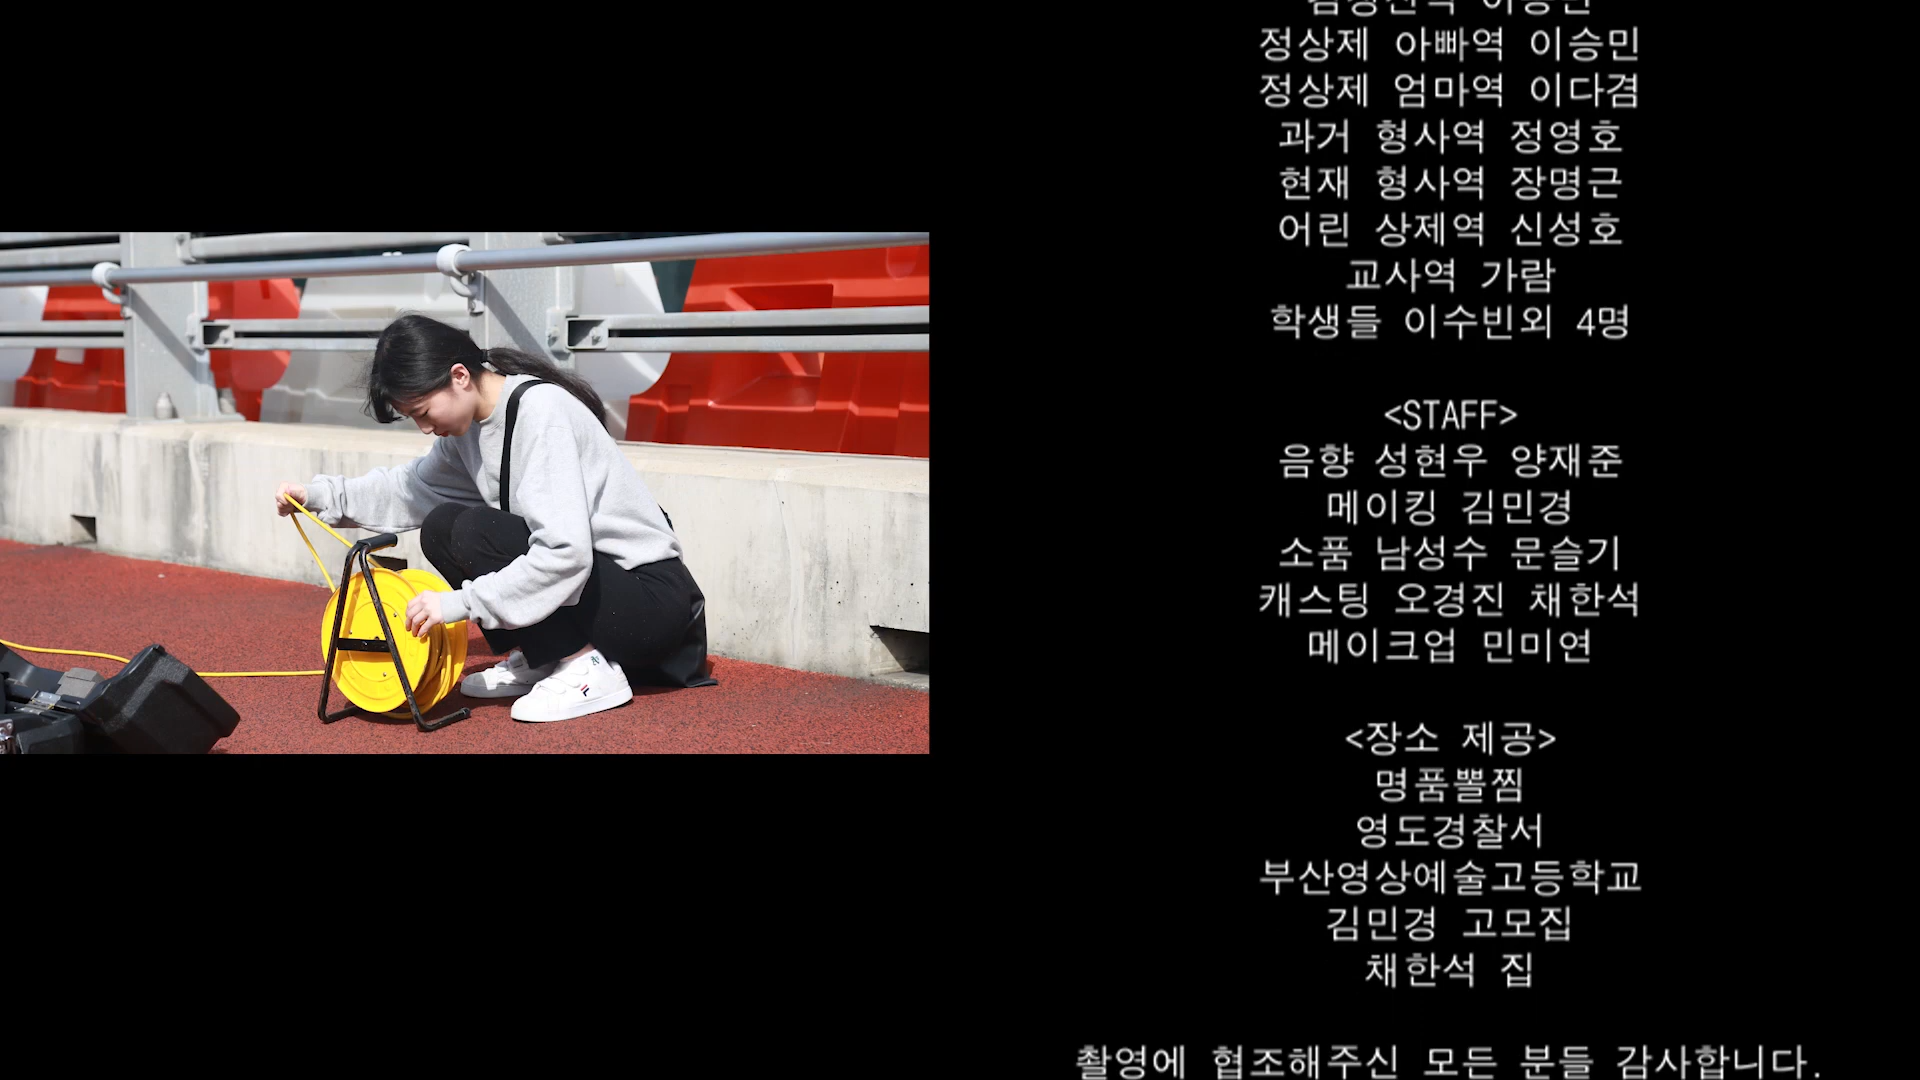 정상제 아빠역 이승민
정상제 엄마역 이다겸
과거 형사역 정영호
현재 형사역 장명근
어린 상제역 신성호
교사역 가람
학생들 이수빈외 4명
<STAFF>
음향 성현우 양재준
메이킹 김민경
소품 남성수 문슬기
캐스팅 오경진 채한석
메이크업 민미연
<장소 제공>
명품뽈찜
영도경찰서
부산영상예술고등학교
김민경 고모집
채한석 집
촬영에 협조해주신 모든 분들 감사합니다.